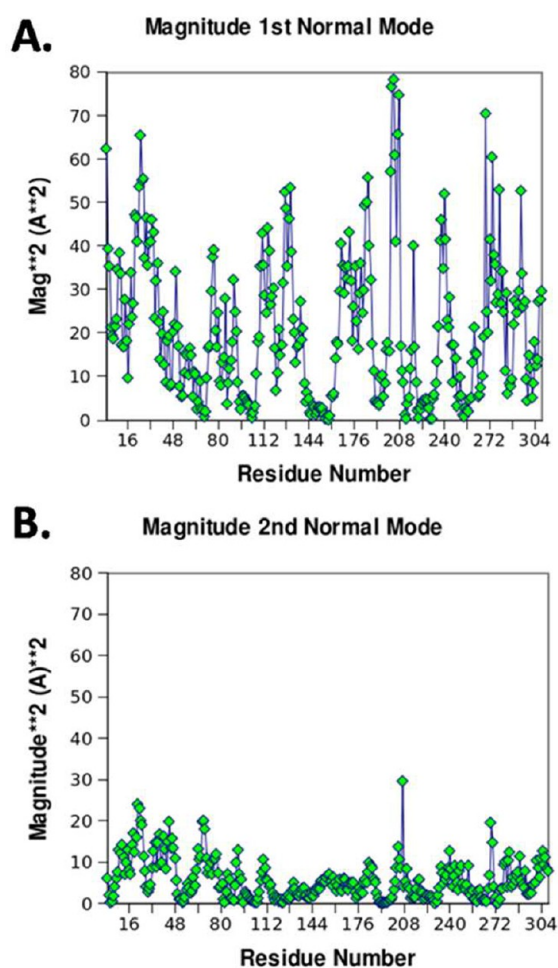 A.
Magnitude 1st Normal Mode
80
70
60
50
40
30
20
10
0
Mag**2 (A**2)
16 48 80 112 144 176 208 240 272 304
Residue Number
B.
Magnitude 2nd Normal Mode
80
70
60
50
40
30
20
10
0
Magnitude**2 (A)**2
16 48 80 112 144 176 208 240 272 304
Residue Number